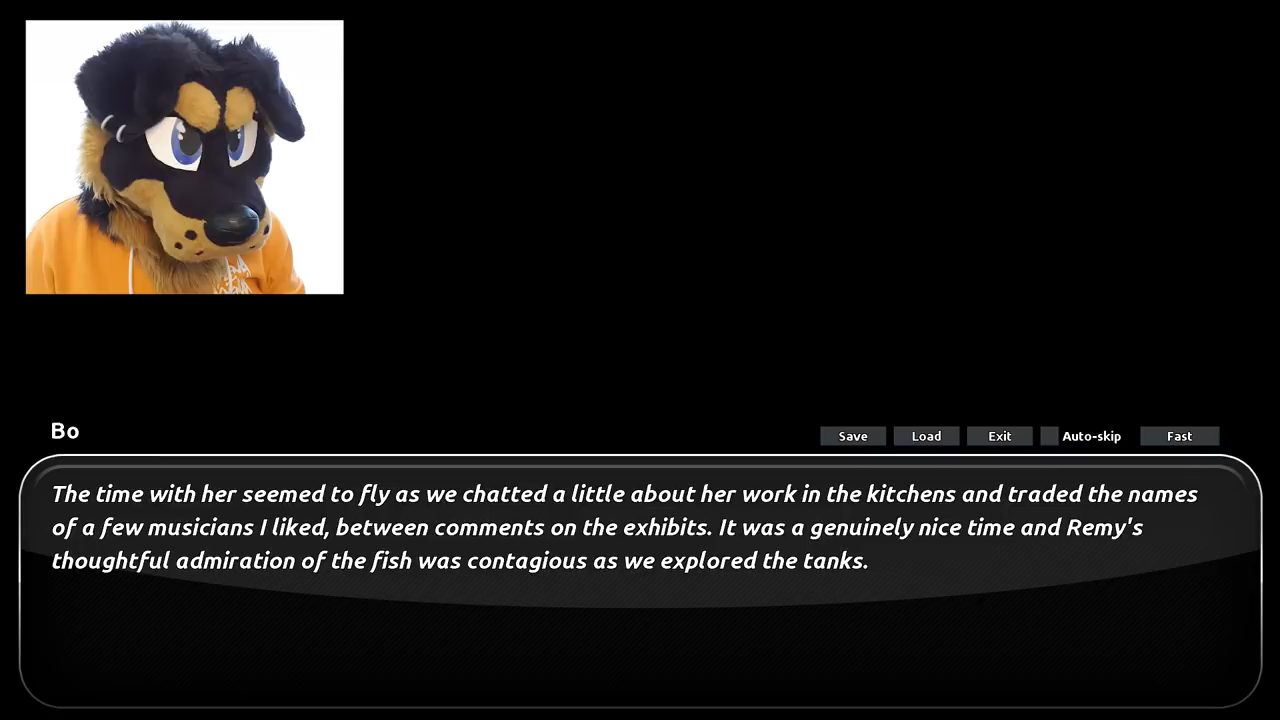 Bo
Save
Load
Exit
Auto-skip
Fast
The time with her seemed to fly as we chatted a little about her work in the kitchens and traded the names
of a few musicians I liked, between comments on the exhibits. It was a genuinely nice time and Remy's
thoughtful admiration of the fish was contagious as we explored the tanks.